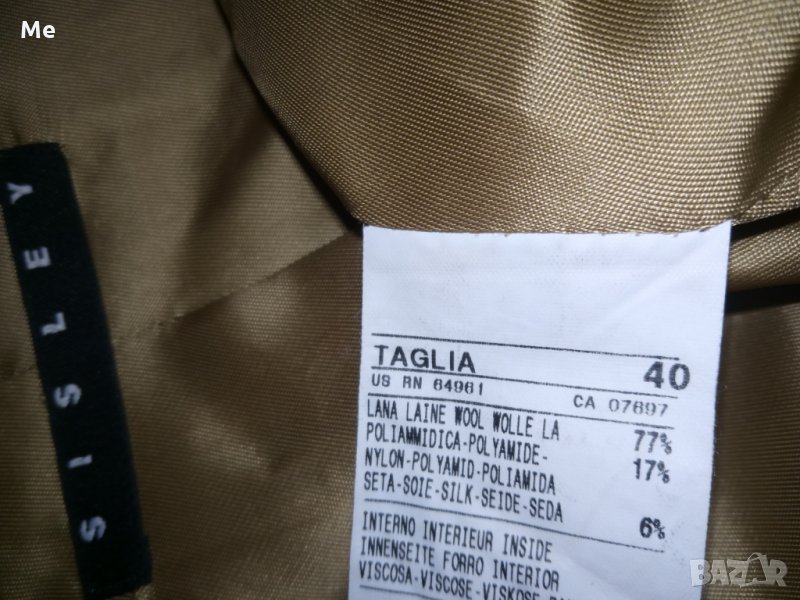 Me
SISLEY
TAGLIA 40
US RN 64961 CA 07697
LANA LAINE WOOL WOLLE LA 77%
POLIAMMIDICA-POLYAMIDE-
NYLON-POLYAMID-POLIAMIDA 17%
SETA-SOIE-SILK-SEIDE-SEDA 6%
INTERNO INTERIEUR INSIDE
INNENSEITE FORRO INTERIOR
VISCOSA-VISCOSE-VISKOSE
BAZAR